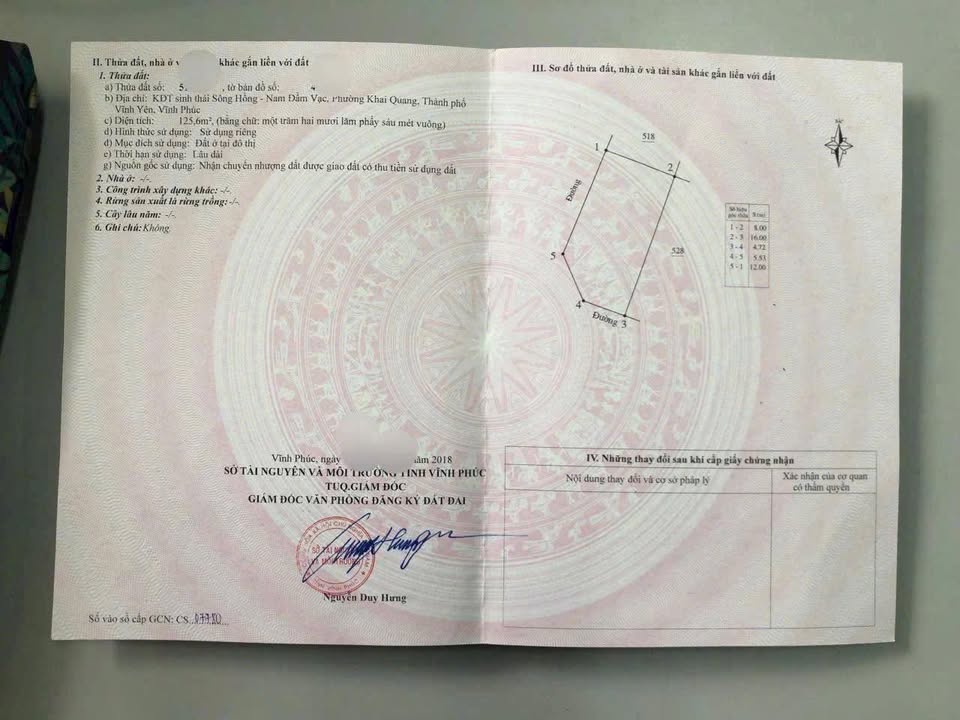 II. Thửa đất, nhà ở v khác gắn liền với đất
1. Thửa đất:
a) Thửa đất số: 5 , tờ bản đồ số: 4
b) Địa chỉ: KĐT sinh thái Sông Hồng - Nam Đầm Vạc, Phường Khai Quang, Thành phố
Vĩnh Yên, Vĩnh Phúc
c) Diện tích: 125,6m², (bằng chữ: một trăm hai mươi lăm phẩy sáu mét vuông)
d) Hình thức sử dụng: Sử dụng riêng
đ) Mục đích sử dụng: Đất ở tại đô thị
e) Thời hạn sử dụng: Lâu dài
g) Nguồn gốc sử dụng: Nhận chuyển nhượng đất được giao đất có thu tiền sử dụng đất
2. Nhà ở: -/-.
3. Công trình xây dựng khác: -/-.
4. Rừng sản xuất là rừng trồng: -/-.
5. Cây lâu năm: -/-.
6. Ghi chú: Không.
Vĩnh Phúc, ngày năm 2018
SỞ TÀI NGUYÊN VÀ MÔI TRƯỜNG TỈNH VĨNH PHÚC
TUQ.GIÁM ĐỐC
GIÁM ĐỐC VĂN PHÒNG ĐĂNG KÝ ĐẤT ĐAI
SỞ TÀI NGUYÊN
VÀ MÔI TRƯỜNG
Nguyễn Duy Hưng
Số vào sổ cấp GCN: CS 07780
III. Sơ đồ thửa đất, nhà ở và tài sản khác gắn liền với đất
Bắc
518
1
2
Đường
528
5
4
Đường
3
Số hiệu góc thửa S (m)
1 - 2 8.00
2 - 3 16.00
3 - 4 4.72
4 - 5 5.53
5 - 1 12.00
IV. Những thay đổi sau khi cấp giấy chứng nhận
Nội dung thay đổi và cơ sở pháp lý
Xác nhận của cơ quan
có thẩm quyền